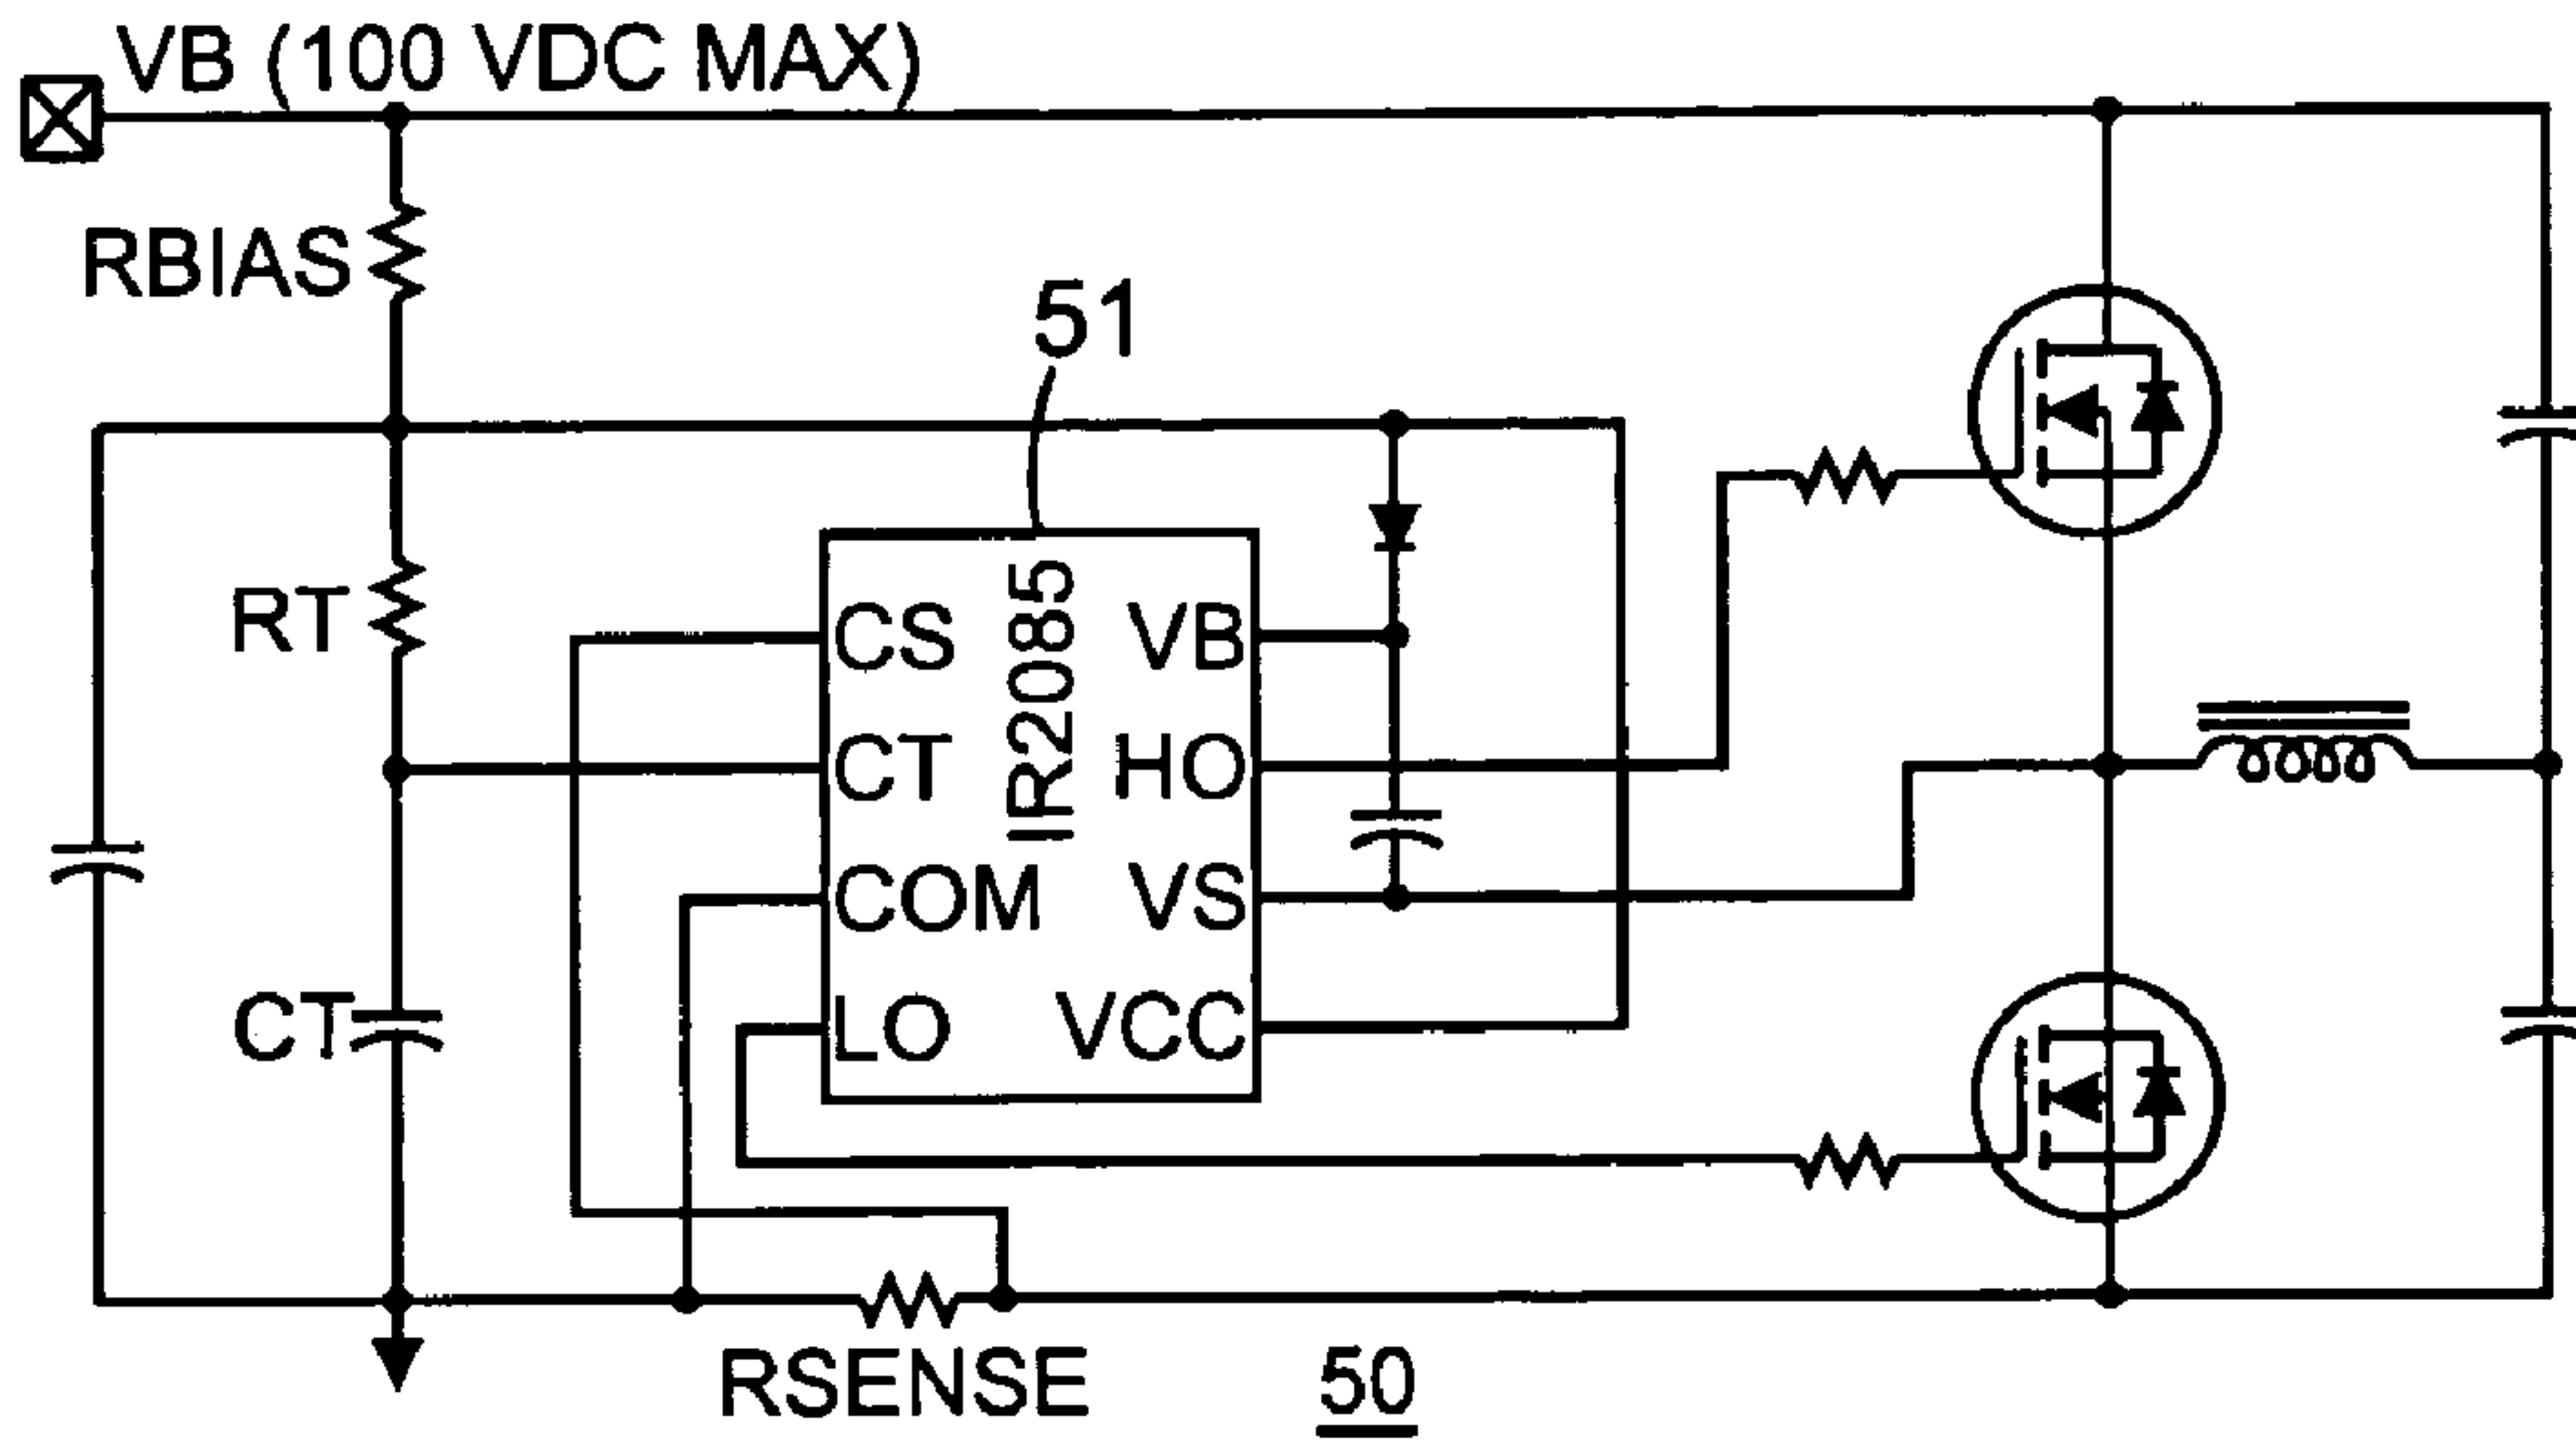 VB (100 VDC MAX)
RBIAS
51
RT
IR2085
CS
VB
CT
HO
COM
VS
LO
VCC
CT
RSENSE
50